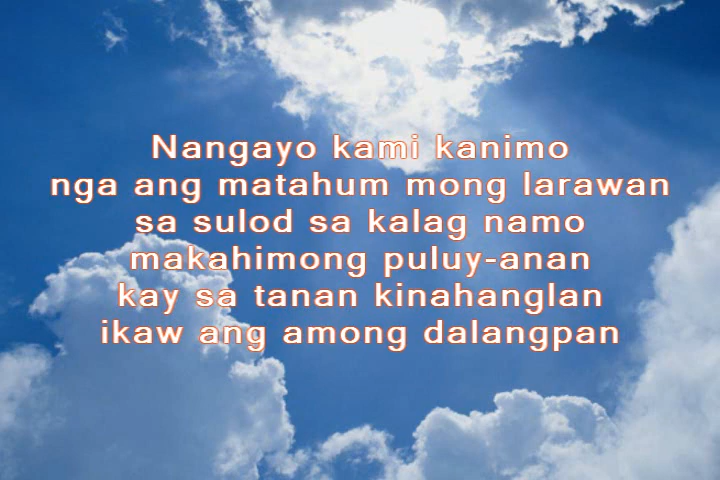 Nangayo kami kanimo
nga ang matahum mong larawan
sa sulod sa kalag namo
makahimong puluy-anan
kay sa tanan kinahanglan
ikaw ang among dalangpan